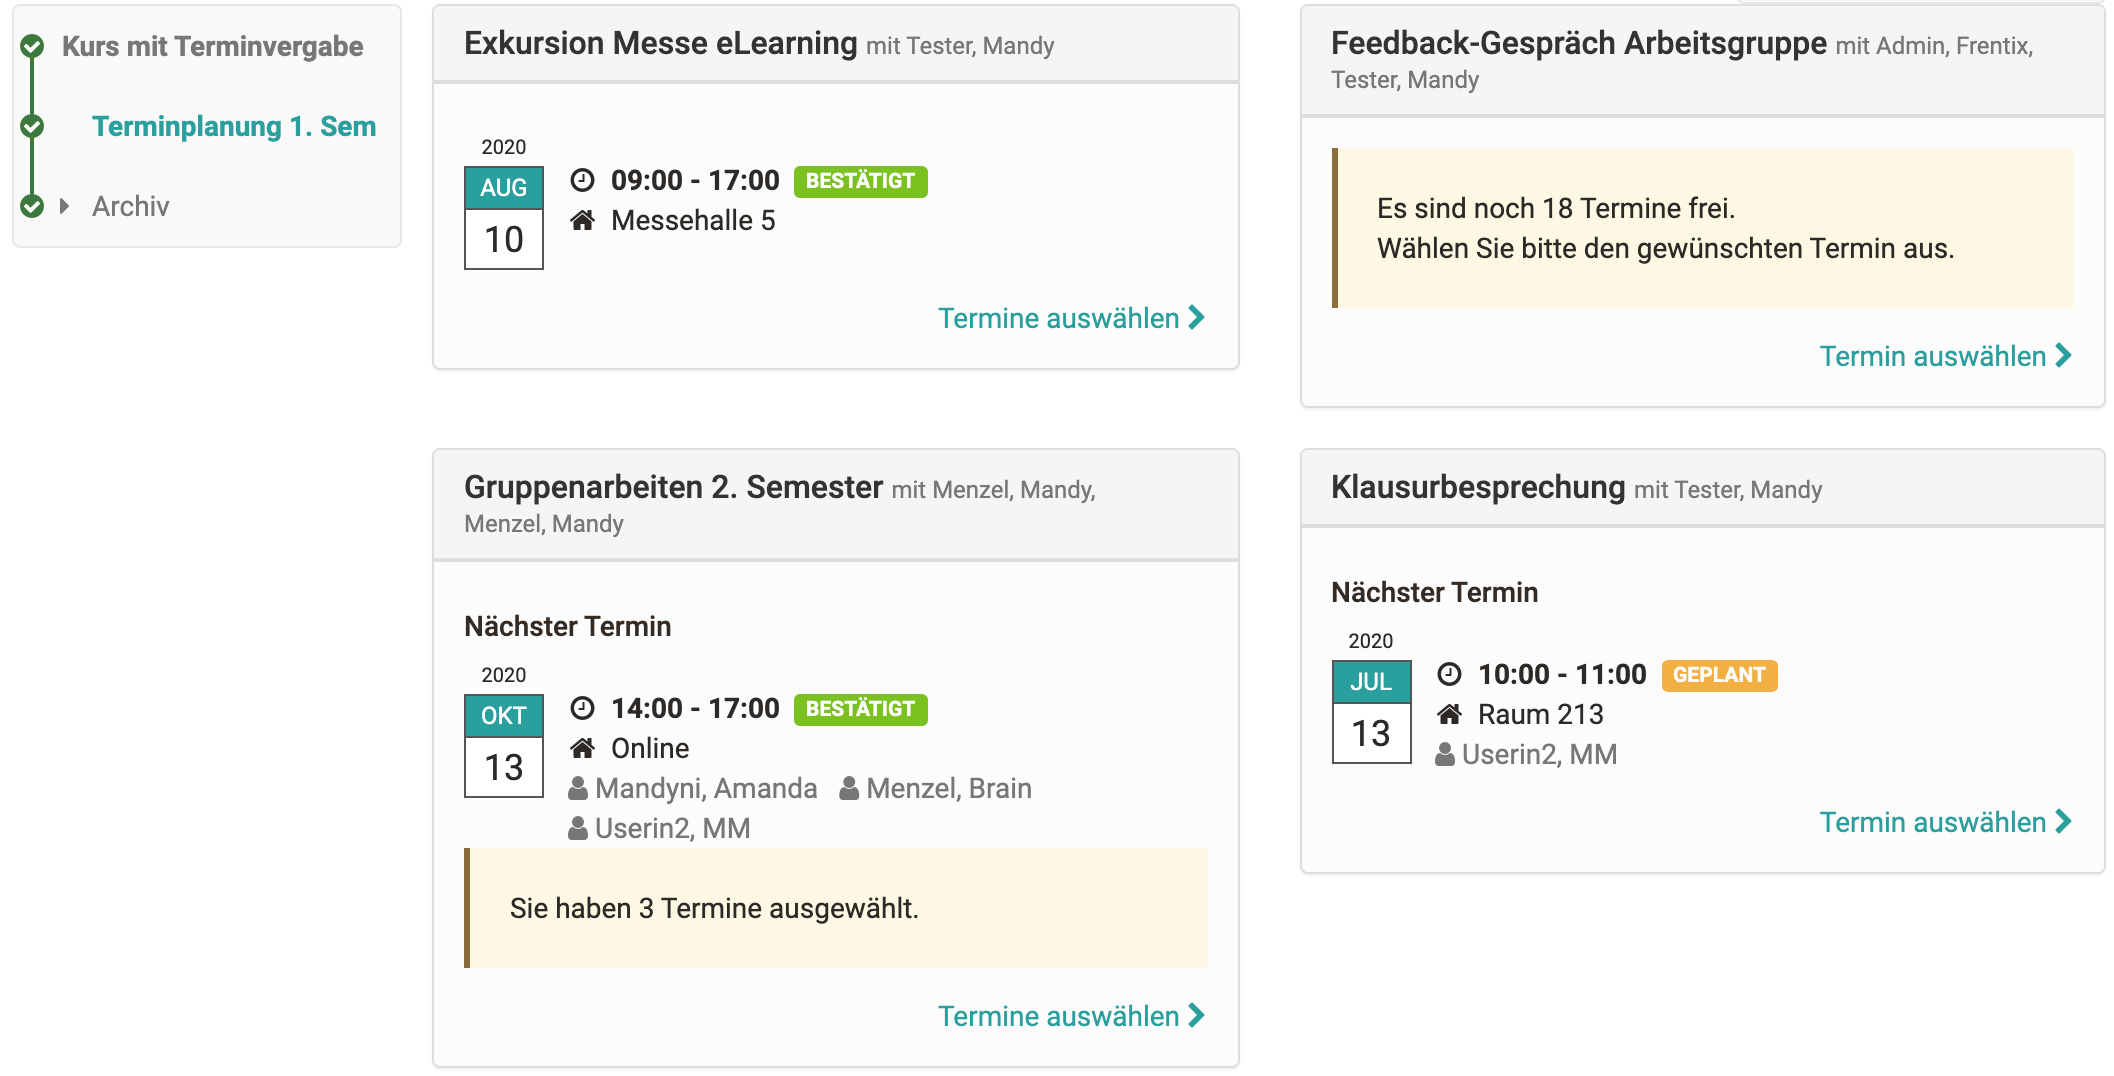 Kurs mit Terminvergabe
Terminplanung 1. Sem
Archiv
Exkursion Messe eLearning mit Tester, Mandy
2020
AUG
10
09:00 - 17:00 BESTÄTIGT
Messehalle 5
Termine auswählen
Feedback-Gespräch Arbeitsgruppe mit Admin, Frentix,
Tester, Mandy
Es sind noch 18 Termine frei.
Wählen Sie bitte den gewünschten Termin aus.
Termin auswählen
Gruppenarbeiten 2. Semester mit Menzel, Mandy,
Menzel, Mandy
Nächster Termin
2020
OKT
13
14:00 - 17:00 BESTÄTIGT
Online
Mandyni, Amanda Menzel, Brain
Userin2, MM
Sie haben 3 Termine ausgewählt.
Termine auswählen
Klausurbesprechung mit Tester, Mandy
Nächster Termin
2020
JUL
13
10:00 - 11:00 GEPLANT
Raum 213
Userin2, MM
Termin auswählen